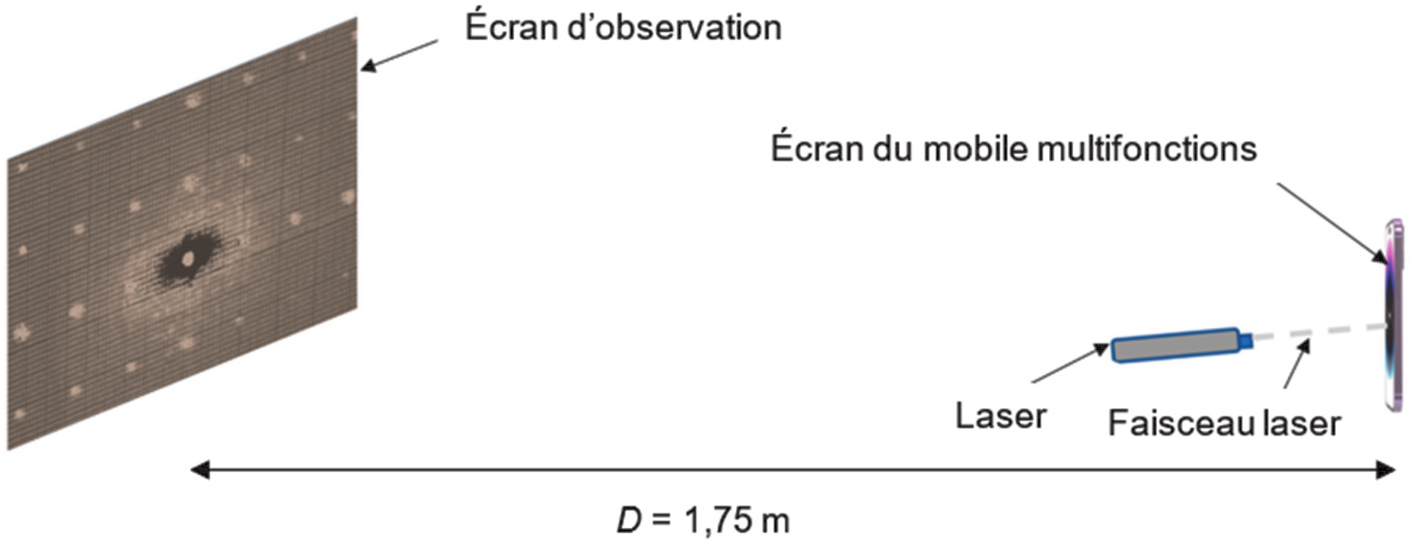 Écran d’observation
Écran du mobile multifonctions
Laser
Faisceau laser
D = 1,75 m